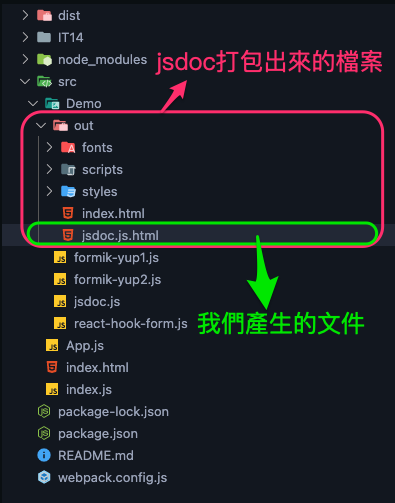 dist
IT14
node_modules
jsdoc打包出來的檔案
src
Demo
out
fonts
scripts
styles
index.html
jsdoc.js.html
formik-yup1.js
formik-yup2.js
jsdoc.js
react-hook-form.js
我們產生的文件
App.js
index.html
index.js
package-lock.json
package.json
README.md
webpack.config.js